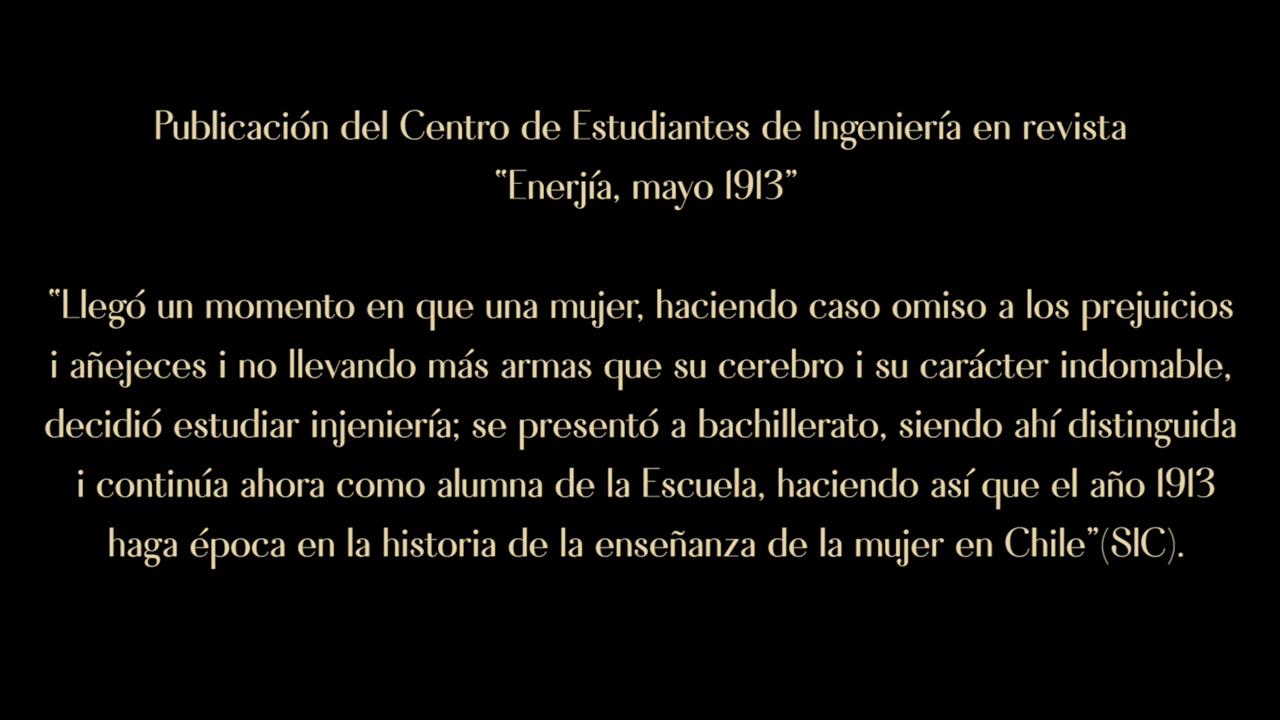 Publicación del Centro de Estudiantes de Ingeniería en revista
“Enerjía, mayo 1913”
“Llegó un momento en que una mujer, haciendo caso omiso a los prejuicios
i añejeces i no llevando más armas que su cerebro i su carácter indomable,
decidió estudiar injeniería; se presentó a bachillerato, siendo ahí distinguida
i continúa ahora como alumna de la Escuela, haciendo así que el año 1913
haga época en la historia de la enseñanza de la mujer en Chile”(SIC).